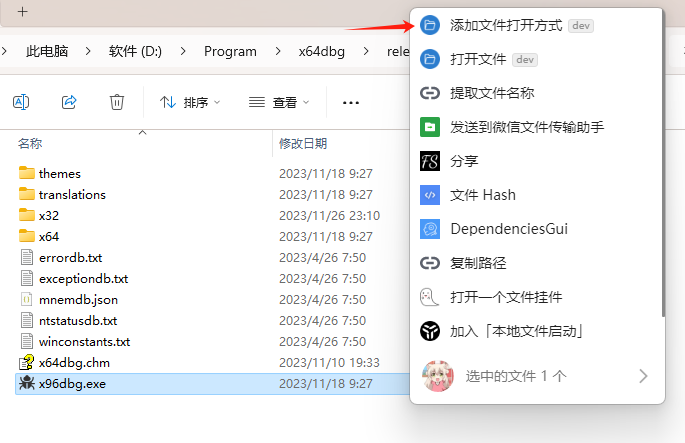 此电脑 软件 (D:) Program x64dbg rele
排序 查看
名称 修改日期
themes 2023/11/18 9:27
translations 2023/11/18 9:27
x32 2023/11/26 23:10
x64 2023/11/18 9:27
errordb.txt 2023/4/26 7:50
exceptiondb.txt 2023/4/26 7:50
mnemdb.json 2023/4/26 7:50
ntstatusdb.txt 2023/4/26 7:50
winconstants.txt 2023/4/26 7:50
x64dbg.chm 2023/11/10 19:33
x96dbg.exe 2023/11/18 9:27
添加文件打开方式 dev
打开文件 dev
提取文件名称
发送到微信文件传输助手
FS 分享
文件 Hash
DependenciesGui
复制路径
打开一个文件挂件
加入「本地文件启动」
选中的文件 1 个